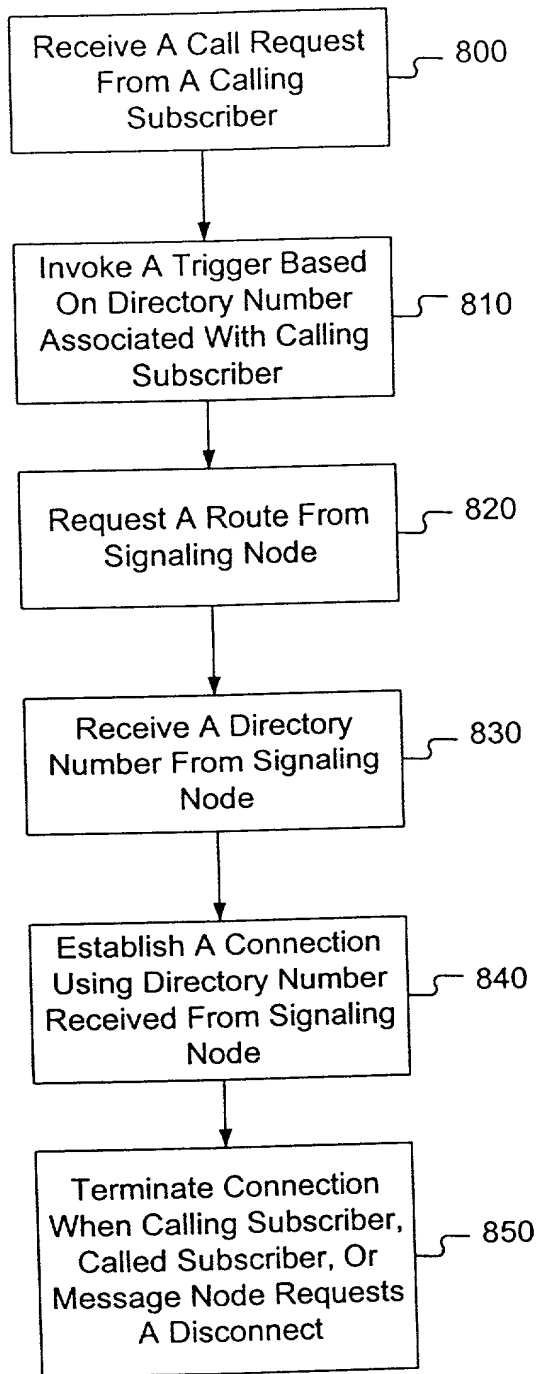 Receive A Call Request
From A Calling
Subscriber
800
Invoke A Trigger Based
On Directory Number
Associated With Calling
Subscriber
810
Request A Route From
Signaling Node
820
Receive A Directory
Number From Signaling
Node
830
Establish A Connection
Using Directory Number
Received From Signaling
Node
840
Terminate Connection
When Calling Subscriber,
Called Subscriber, Or
Message Node Requests
A Disconnect
850